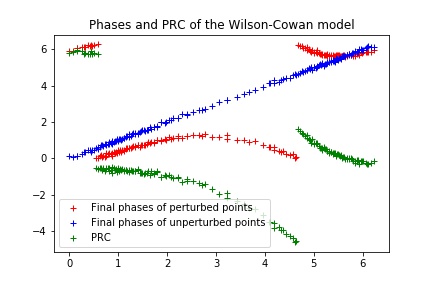 Phases and PRC of the Wilson-Cowan model
6
4
2
0
−2
−4
Final phases of perturbed points
Final phases of unperturbed points
PRC
0 1 2 3 4 5 6